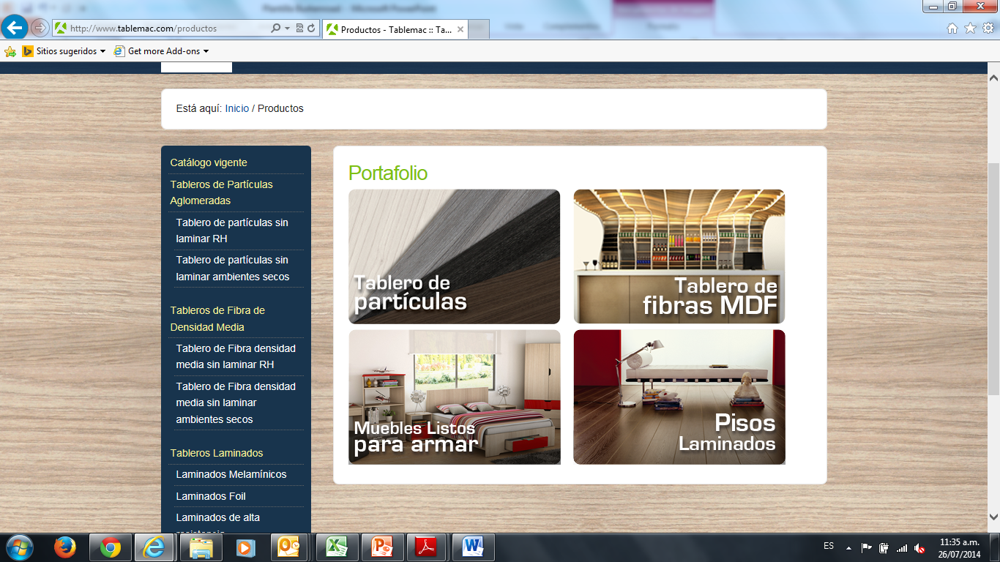 http://www.tablemac.com/productos
Productos - Tablemac :: Ta...
Sitios sugeridos
Get more Add-ons
Está aquí: Inicio / Productos
Catálogo vigente
Tableros de Partículas
Aglomeradas
Tablero de partículas sin
laminar RH
Tablero de partículas sin
laminar ambientes secos
Tableros de Fibra de
Densidad Media
Tablero de Fibra densidad
media sin laminar RH
Tablero de Fibra densidad
media sin laminar
ambientes secos
Tableros Laminados
Laminados Melamínicos
Laminados Foil
Laminados de alta
Portafolio
Tablero de
partículas
Tablero de
fibras MDF
Muebles Listos
para armar
Pisos
Laminados
ES
11:35 a.m.
26/07/2014